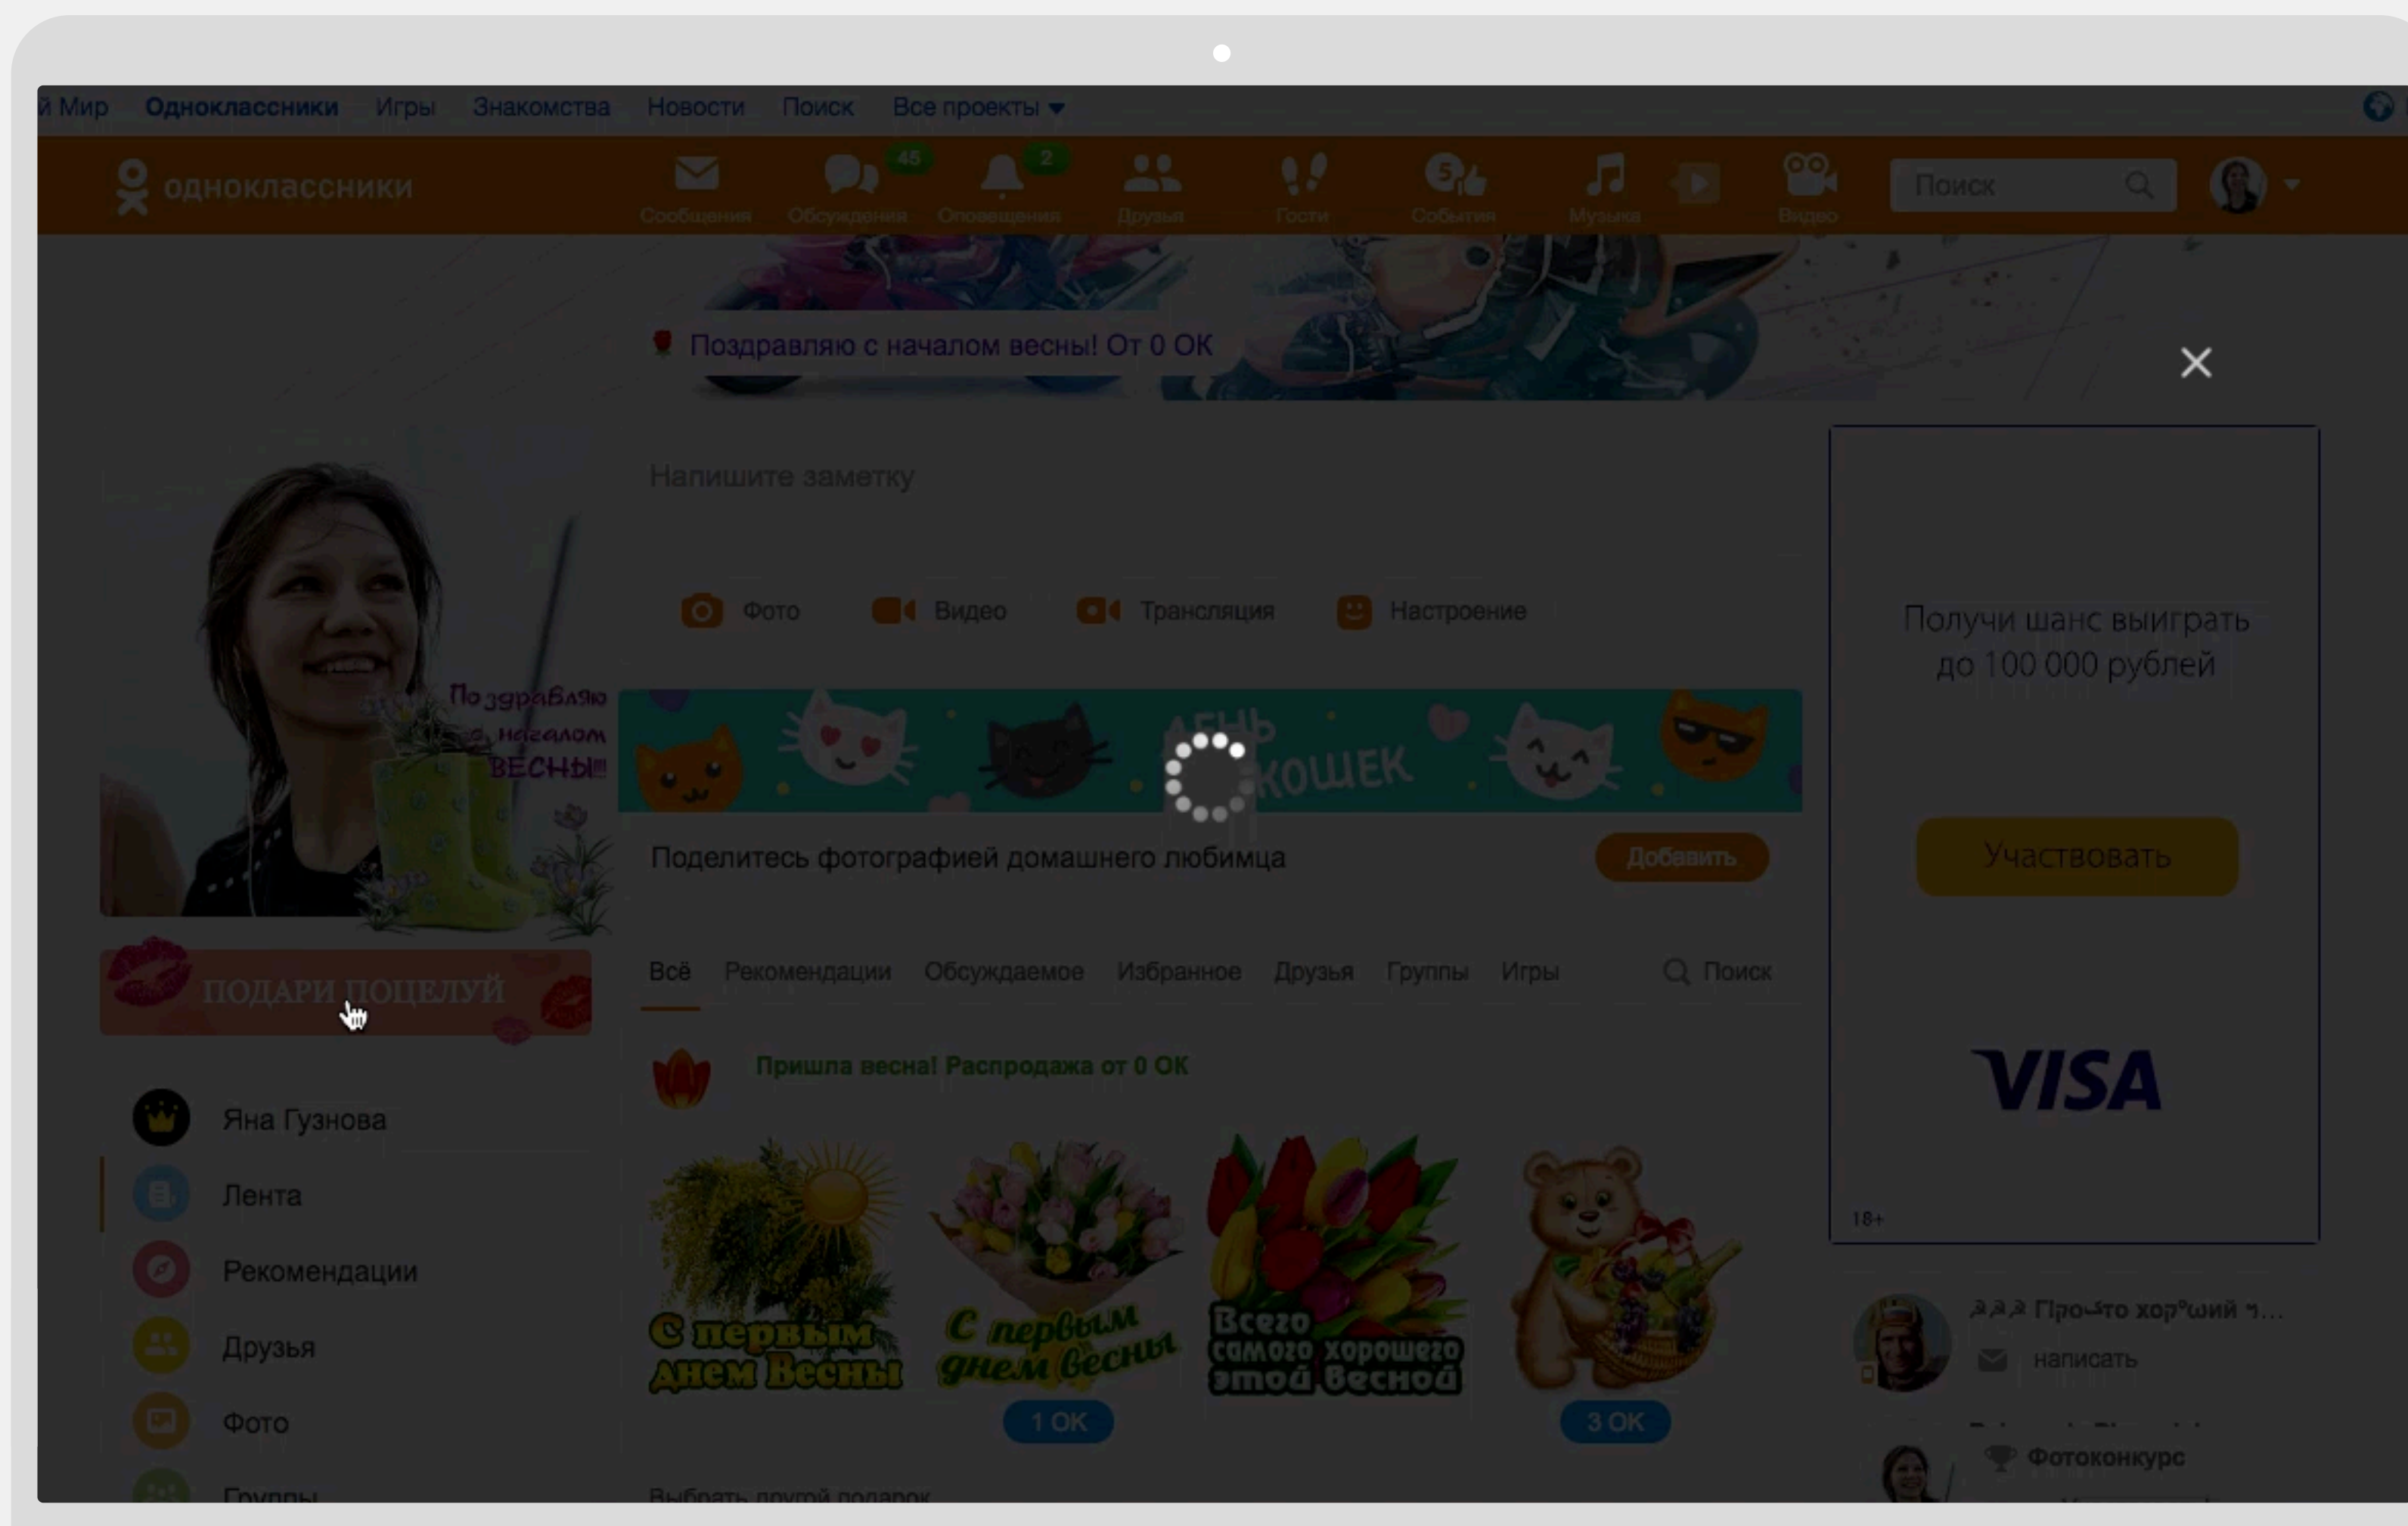 й Мир Одноклассники Игры Знакомства Новости Поиск Все проекты
одноклассники
45 2 5
Сообщения Обсуждения Оповещения Друзья Гости События Музыка Видео Поиск
Поздравляю с началом весны! От 0 ОК
Напишите заметку
Фото Видео Трансляция Настроение
Поздравляю
с началом
ВЕСНЫ!!!
ДЕНЬ
КОШЕК
Поделитесь фотографией домашнего любимца Добавить
Получи шанс выиграть
до 100 000 рублей
Участвовать
VISA
18+
ПОДАРИ ПОЦЕЛУЙ
Всё Рекомендации Обсуждаемое Избранное Друзья Группы Игры Поиск
Пришла весна! Распродажа от 0 ОК
Яна Гузнова
Лента
Рекомендации
Друзья
Фото
Группы
С первым
днем Весны
С первым
днем весны
Всего
самого хорошего
этой весной
1 ОК
3 ОК
Выбрать другой подарок
написать
Фотоконкурс